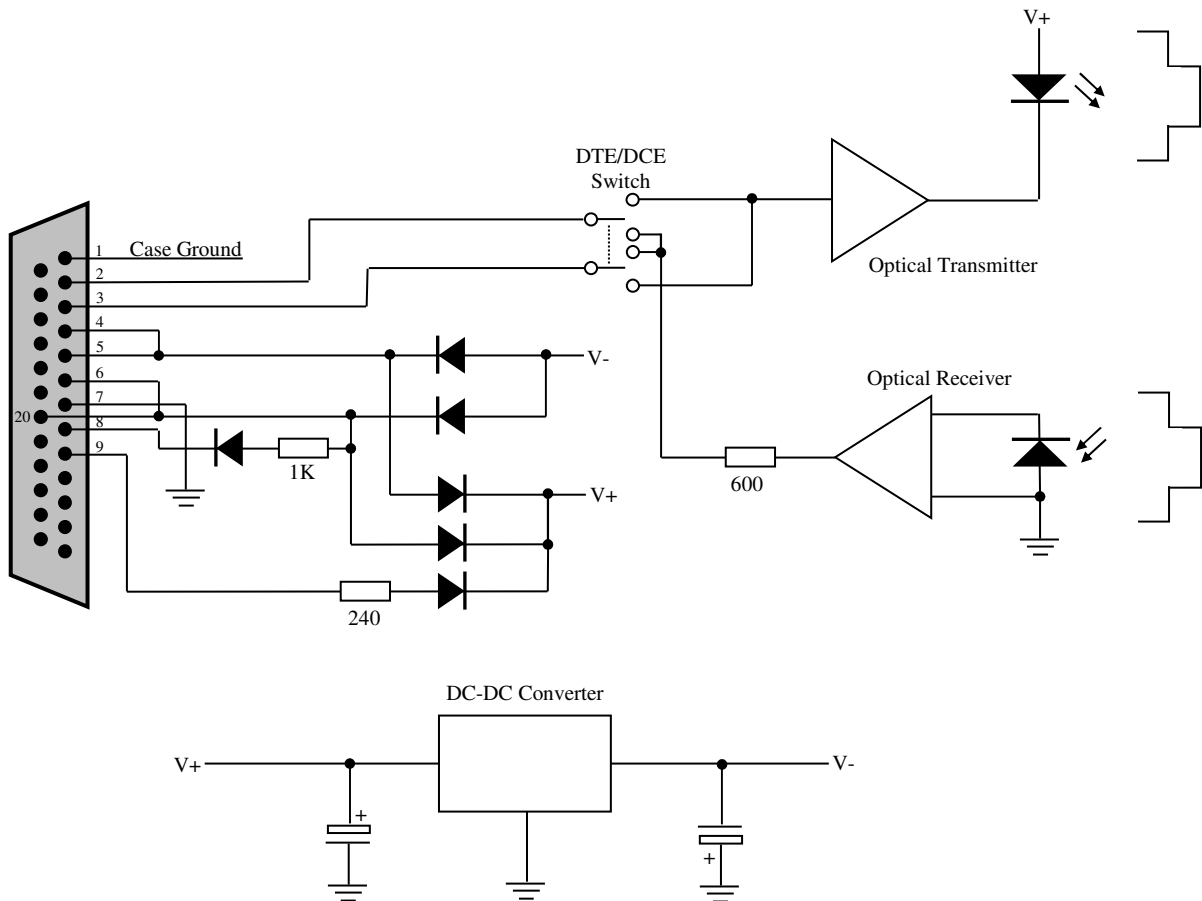 V+
DTE/DCE
Switch
1
Case Ground
2
Optical Transmitter
3
4
5
V-
6
Optical Receiver
7
20
8
9
1K
600
V+
240
DC-DC Converter
V+
V-
+
+